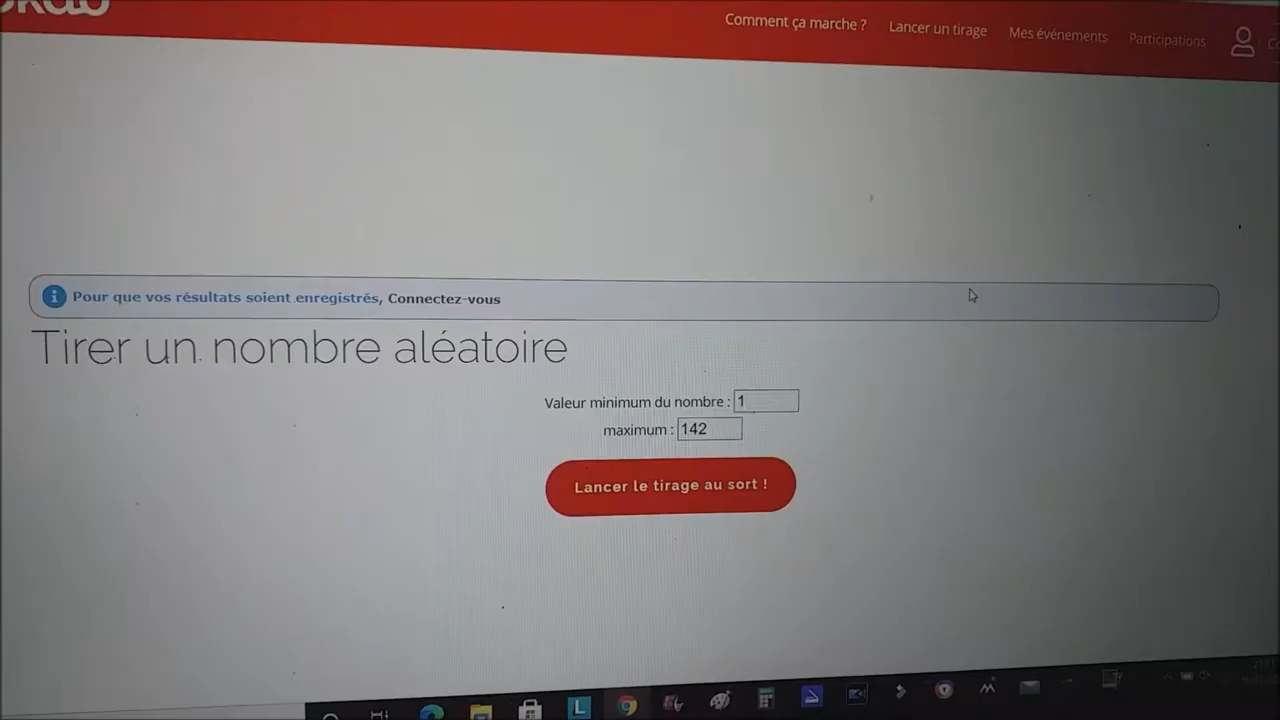 Comment ça marche ?
Lancer un tirage
Mes événements
Participations
Pour que vos résultats soient enregistrés, Connectez-vous
Tirer un nombre aléatoire
Valeur minimum du nombre : 1
maximum : 142
Lancer le tirage au sort !
L